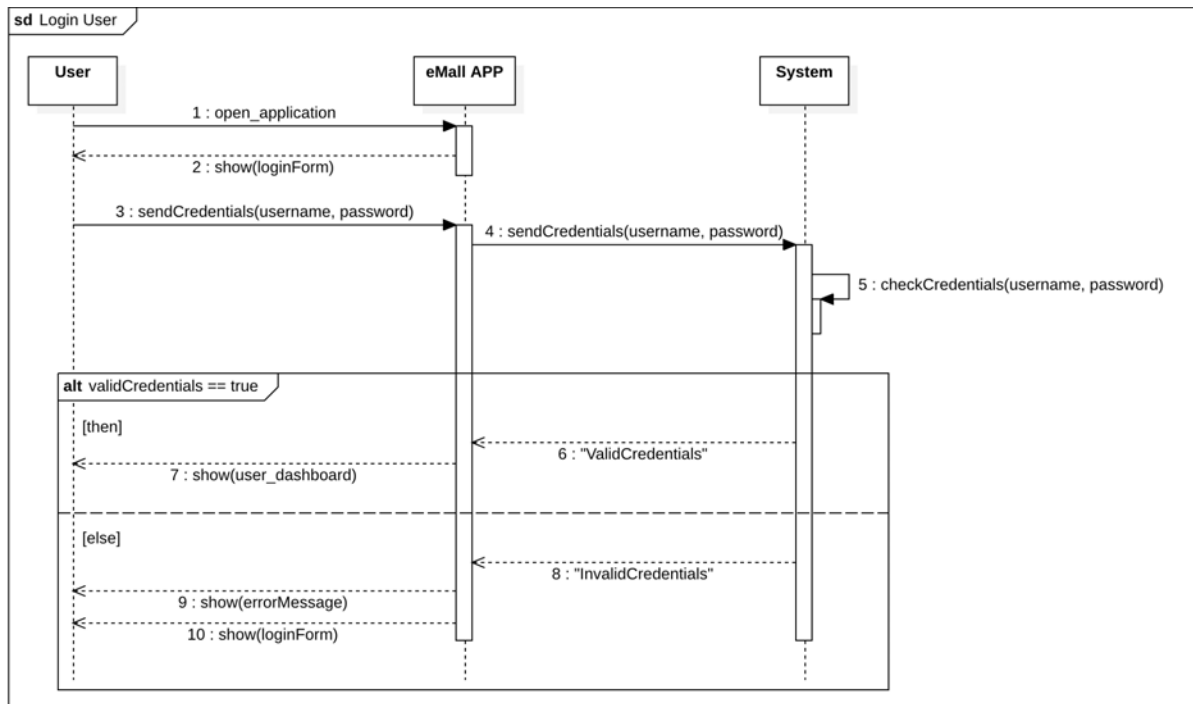 sd Login User
User
eMall APP
System
1 : open_application
2 : show(loginForm)
3 : sendCredentials(username, password)
4 : sendCredentials(username, password)
5 : checkCredentials(username, password)
alt validCredentials == true
[then]
6 : "ValidCredentials"
7 : show(user_dashboard)
[else]
8 : "InvalidCredentials"
9 : show(errorMessage)
10 : show(loginForm)